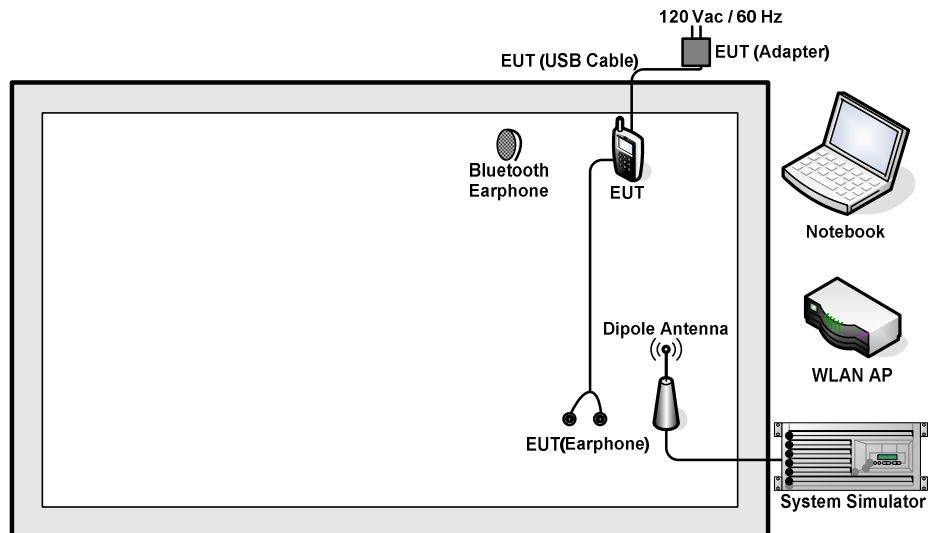 120 Vac / 60 Hz
EUT (Adapter)
EUT (USB Cable)
Bluetooth
Earphone
EUT
Notebook
Dipole Antenna
WLAN AP
EUT(Earphone)
System Simulator